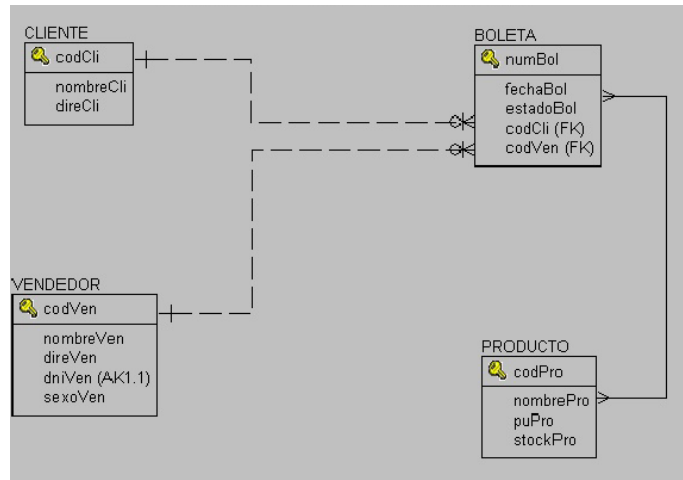 CLIENTE
codCli
nombreCli
direCli
BOLETA
numBol
fechaBol
estadoBol
codCli (FK)
codVen (FK)
VENDEDOR
codVen
nombreVen
direVen
dniVen (AK1.1)
sexoVen
PRODUCTO
codPro
nombrePro
puPro
stockPro